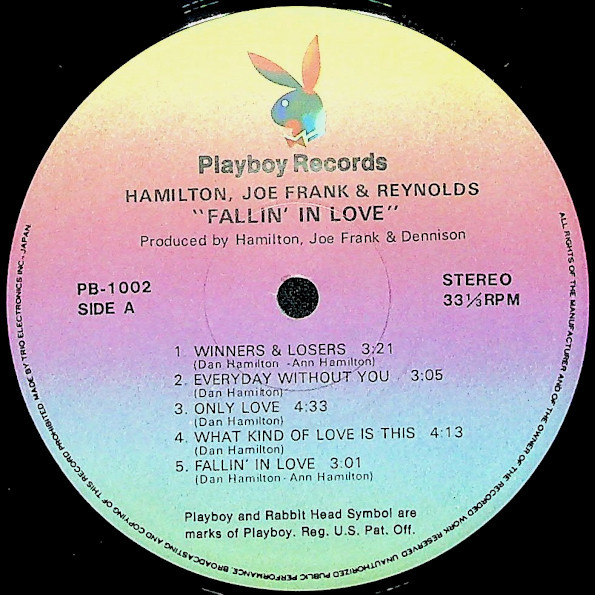 Playboy Records
HAMILTON, JOE FRANK & REYNOLDS
"FALLIN' IN LOVE"
Produced by Hamilton, Joe Frank & Dennison
PB-1002
SIDE A
STEREO
33⅓RPM
1 WINNERS & LOSERS 3:21
(Dan Hamilton - Ann Hamilton)
2. EVERYDAY WITHOUT YOU 3:05
(Dan Hamilton)
3. ONLY LOVE 4:33
(Dan Hamilton)
4. WHAT KIND OF LOVE IS THIS 4:13
(Dan Hamilton)
5. FALLIN' IN LOVE 3:01
(Dan Hamilton - Ann Hamilton)
Playboy and Rabbit Head Symbol are
marks of Playboy. Reg. U.S. Pat. Off.
ALL RIGHTS OF THE MANUFACTURER AND OF THE OWNER OF THE RECORDED WORK RESERVED UNAUTHORIZED PUBLIC PERFORMANCE, BROADCASTING AND COPYING OF THIS RECORD PROHIBITED MADE BY TRIO ELECTRONICS INC., JAPAN.